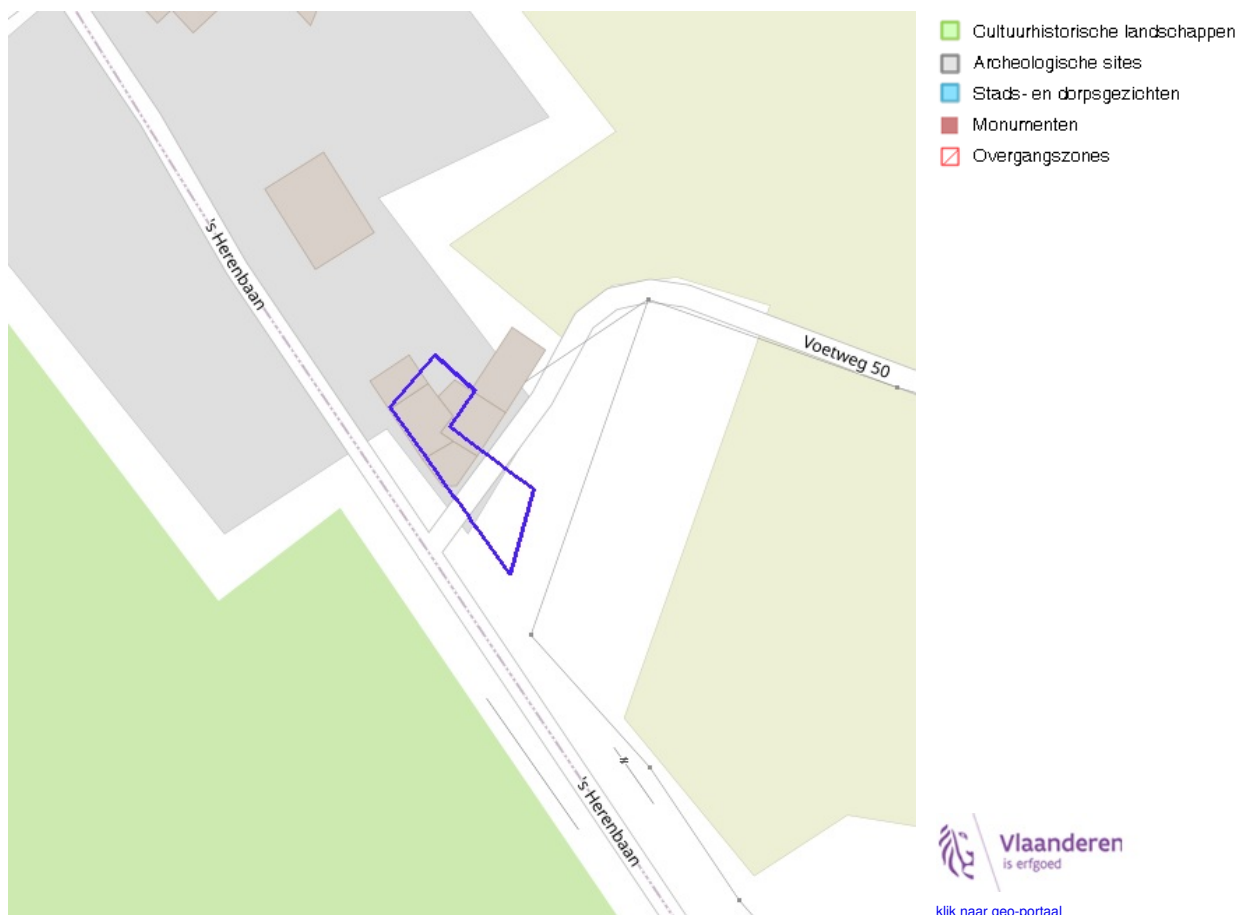 's Herenbaan
Voetweg 50
's Herenbaan
Cultuurhistorische landschappen
Archeologische sites
Stads- en dorpsgezichten
Monumenten
Overgangszones
Vlaanderen
is erfgoed
klik naar geo-portaal